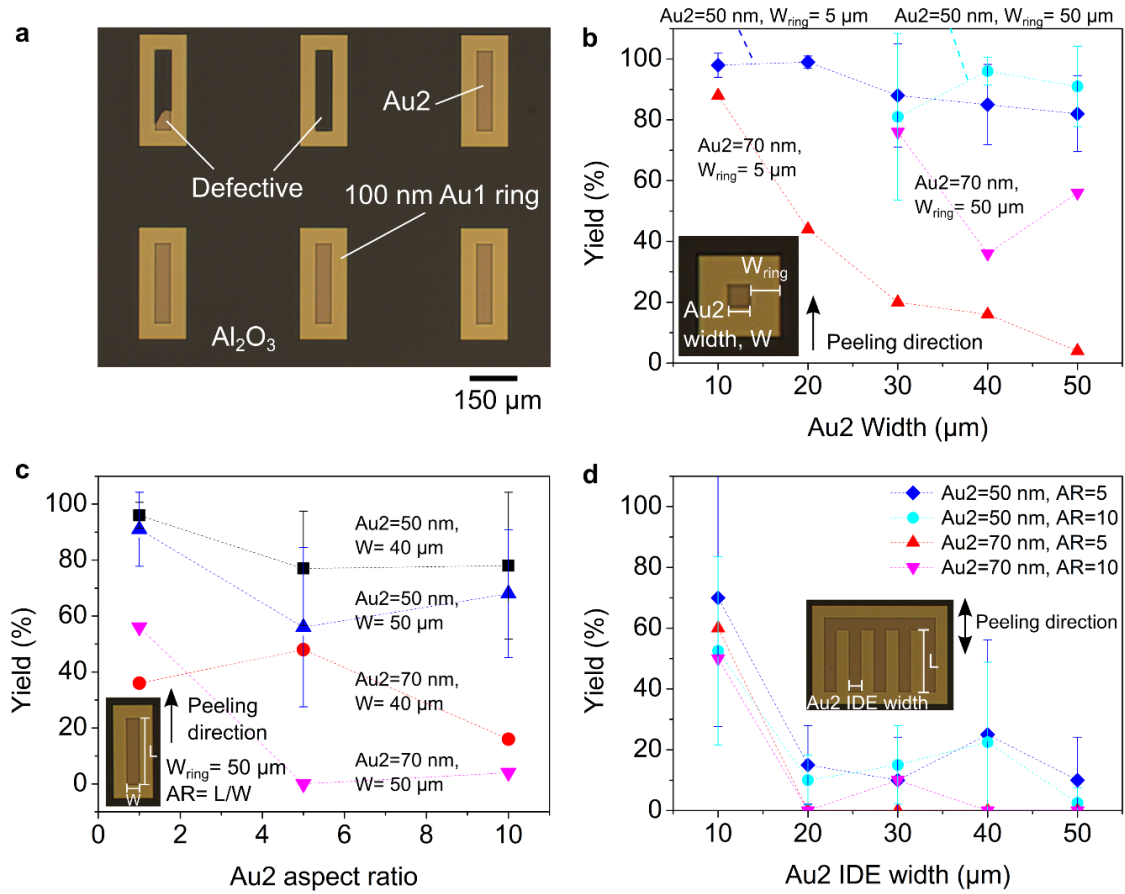 a
Au2
Defective
100 nm Au1 ring
Al₂O₃
150 µm
b
Au2=50 nm, W_ring = 5 µm
Au2=50 nm, W_ring = 50 µm
100
80
60
40
20
0
Yield (%)
Au2=70 nm,
W_ring= 5 µm
Au2=70 nm,
W_ring= 50 µm
W_ring
Au2
width, W
Peeling direction
10
20
30
40
50
Au2 Width (µm)
c
100
80
60
40
20
0
Yield (%)
Au2=50 nm,
W= 40 µm
Au2=50 nm,
W= 50 µm
Au2=70 nm,
W= 40 µm
Au2=70 nm,
W= 50 µm
L
W
Peeling
direction
W_ring = 50 µm
AR= L/W
0
2
4
6
8
10
Au2 aspect ratio
d
100
80
60
40
20
0
Yield (%)
Au2=50 nm, AR=5
Au2=50 nm, AR=10
Au2=70 nm, AR=5
Au2=70 nm, AR=10
Peeling direction
L
Au2 IDE width
10
20
30
40
50
Au2 IDE width (µm)